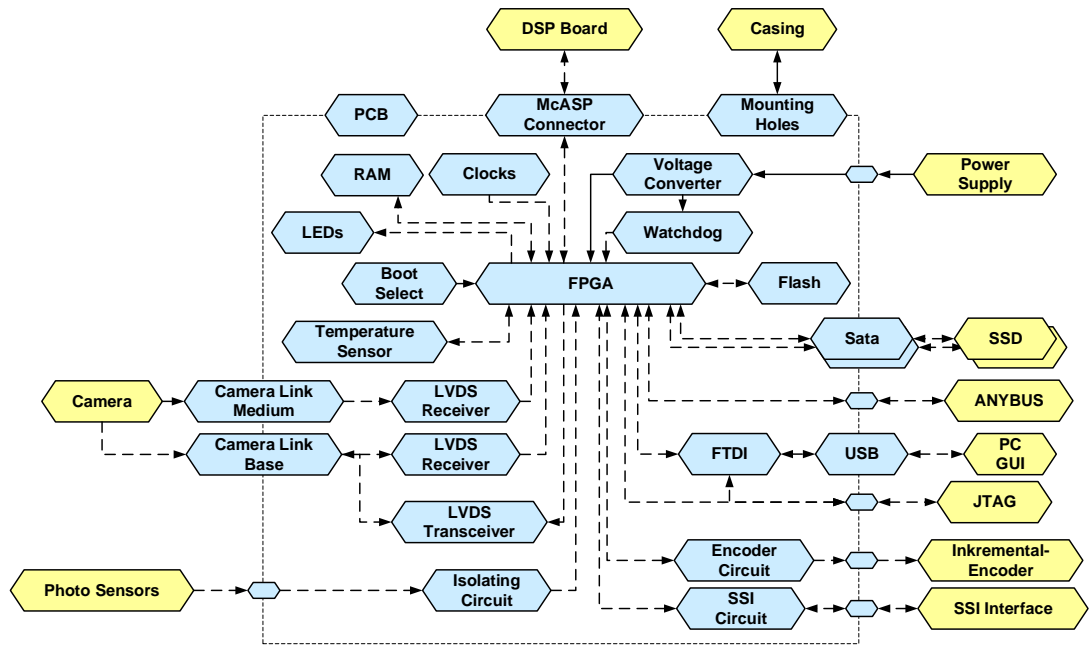 DSP Board
Casing
PCB
McASP
Connector
Mounting
Holes
RAM
Clocks
Voltage
Converter
Power
Supply
LEDs
Watchdog
Boot
Select
FPGA
Flash
Temperature
Sensor
Sata
SSD
Camera
Camera Link
Medium
LVDS
Receiver
ANYBUS
Camera Link
Base
LVDS
Receiver
FTDI
USB
PC
GUI
JTAG
LVDS
Transceiver
Encoder
Circuit
Inkremental-
Encoder
Photo Sensors
Isolating
Circuit
SSI
Circuit
SSI Interface